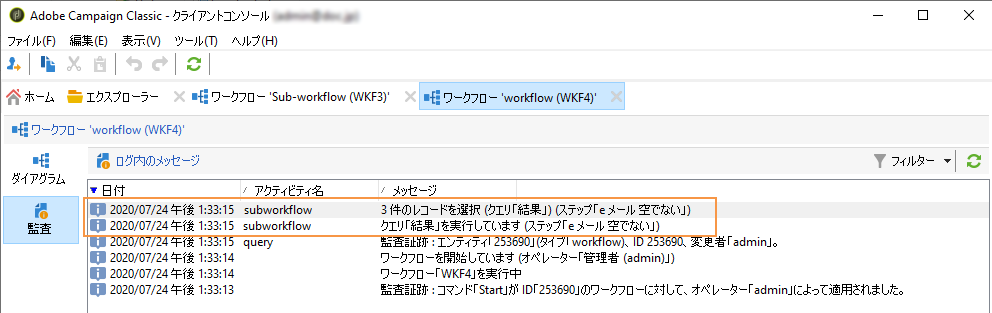 Adobe Campaign Classic - クライアントコンソール
ファイル(F) 編集(E) 表示(V) ツール(T) ヘルプ(H)
ホーム エクスプローラー ワークフロー 'Sub-workflow (WKF3)' ワークフロー 'workflow (WKF4)'
ワークフロー 'workflow (WKF4)'
ダイアグラム
監査
ログ内のメッセージ フィルター
日付 アクティビティ名 メッセージ
2020/07/24 午後 1:33:15 subworkflow 3 件のレコードを選択 (クエリ「結果」) (ステップ「e メール 空でない」)
2020/07/24 午後 1:33:15 subworkflow クエリ「結果」を実行しています (ステップ「e メール 空でない」)
2020/07/24 午後 1:33:15 query 監査証跡 : エンティティ「253690」(タイプ「workflow」)、ID 253690、変更者「admin」。
2020/07/24 午後 1:33:14 ワークフローを開始しています (オペレーター「管理者 (admin)」)
2020/07/24 午後 1:33:14 ワークフロー「WKF4」を実行中
2020/07/24 午後 1:33:13 監査証跡 : コマンド「Start」が ID「253690」のワークフローに対して、オペレーター「admin」によって適用されました。